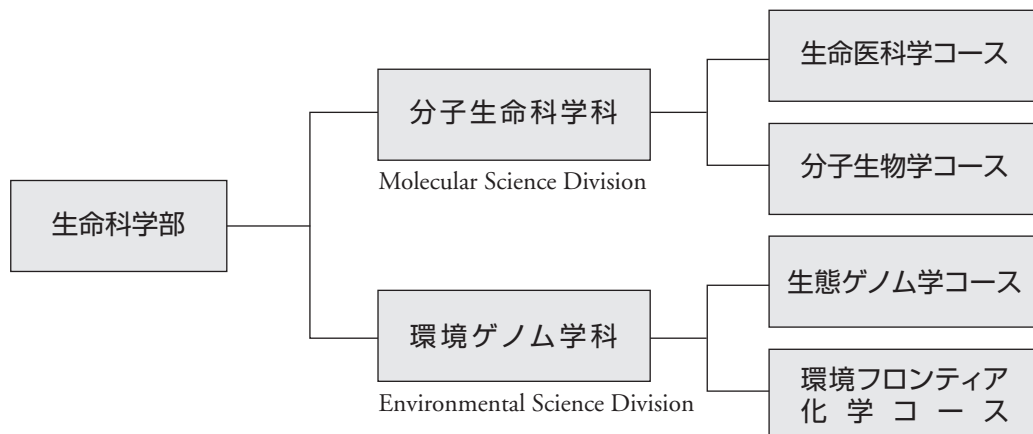 生命科学部
分子生命科学科
Molecular Science Division
生命医科学コース
分子生物学コース
環境ゲノム学科
Environmental Science Division
生態ゲノム学コース
環境フロンティア
化学コース